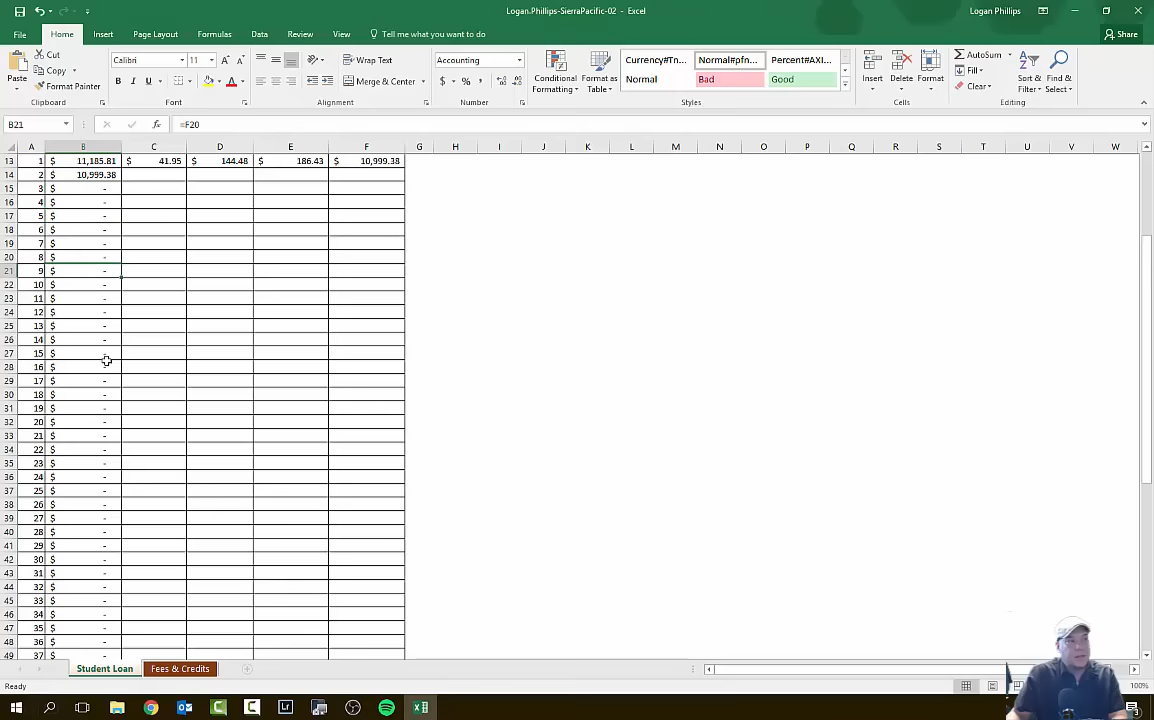 Logan.Phillips-SierraPacific-02 - Excel
Logan Phillips
File Home Insert Page Layout Formulas Data Review View Tell me what you want to do
Share
Paste
Cut
Copy
Format Painter
Clipboard
Calibri 11
B I U
Font
Wrap Text
Merge & Center
Alignment
Accounting
$ % ,
Number
Conditional Formatting
Format as Table
Currency#Tn... Normal#pfn... Percent#AXI...
Normal Bad Good
Styles
Insert Delete Format
Cells
AutoSum
Fill
Clear
Sort & Filter
Find & Select
Editing
B21 fx =F20
A B C D E F G H I J K L M N O P Q R S T U V W
13 1 $ 11,185.81 $ 41.95 $ 144.48 $ 186.43 $ 10,999.38
14 2 $ 10,999.38
15 3 $ -
16 4 $ -
17 5 $ -
18 6 $ -
19 7 $ -
20 8 $ -
21 9 $ -
22 10 $ -
23 11 $ -
24 12 $ -
25 13 $ -
26 14 $ -
27 15 $ -
28 16 $ -
29 17 $ -
30 18 $ -
31 19 $ -
32 20 $ -
33 21 $ -
34 22 $ -
35 23 $ -
36 24 $ -
37 25 $ -
38 26 $ -
39 27 $ -
40 28 $ -
41 29 $ -
42 30 $ -
43 31 $ -
44 32 $ -
45 33 $ -
46 34 $ -
47 35 $ -
48 36 $ -
49 37 $ -
Student Loan Fees & Credits
Ready
100%